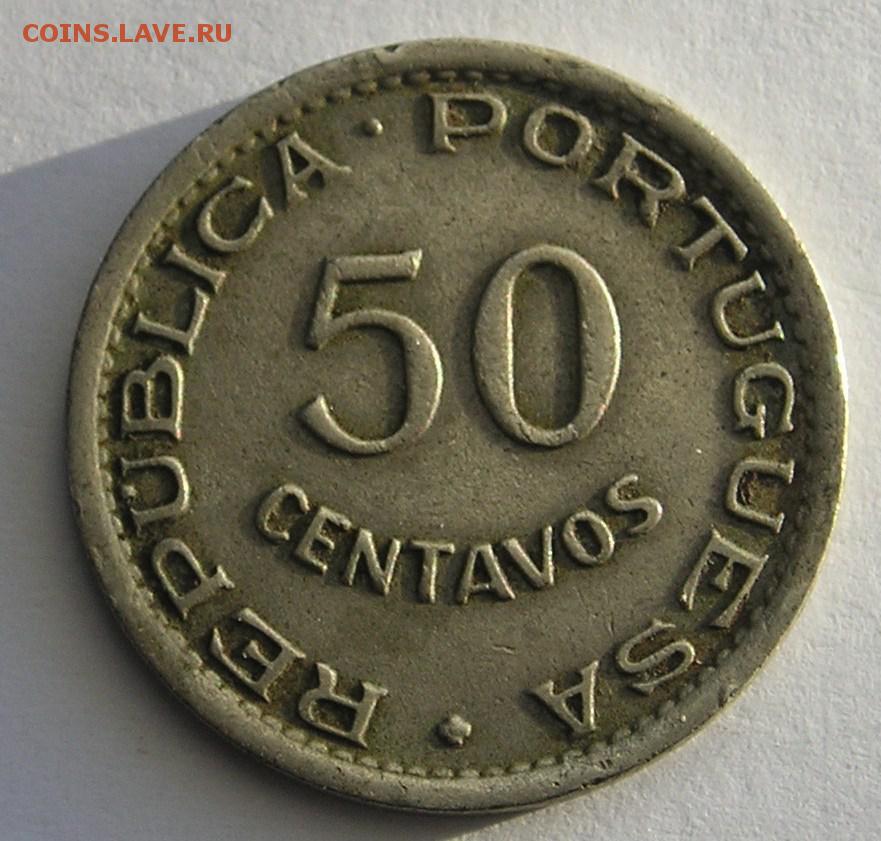 COINS.LAVE.RU
REPUBLICA · PORTUGUESA ·
50
CENTAVOS